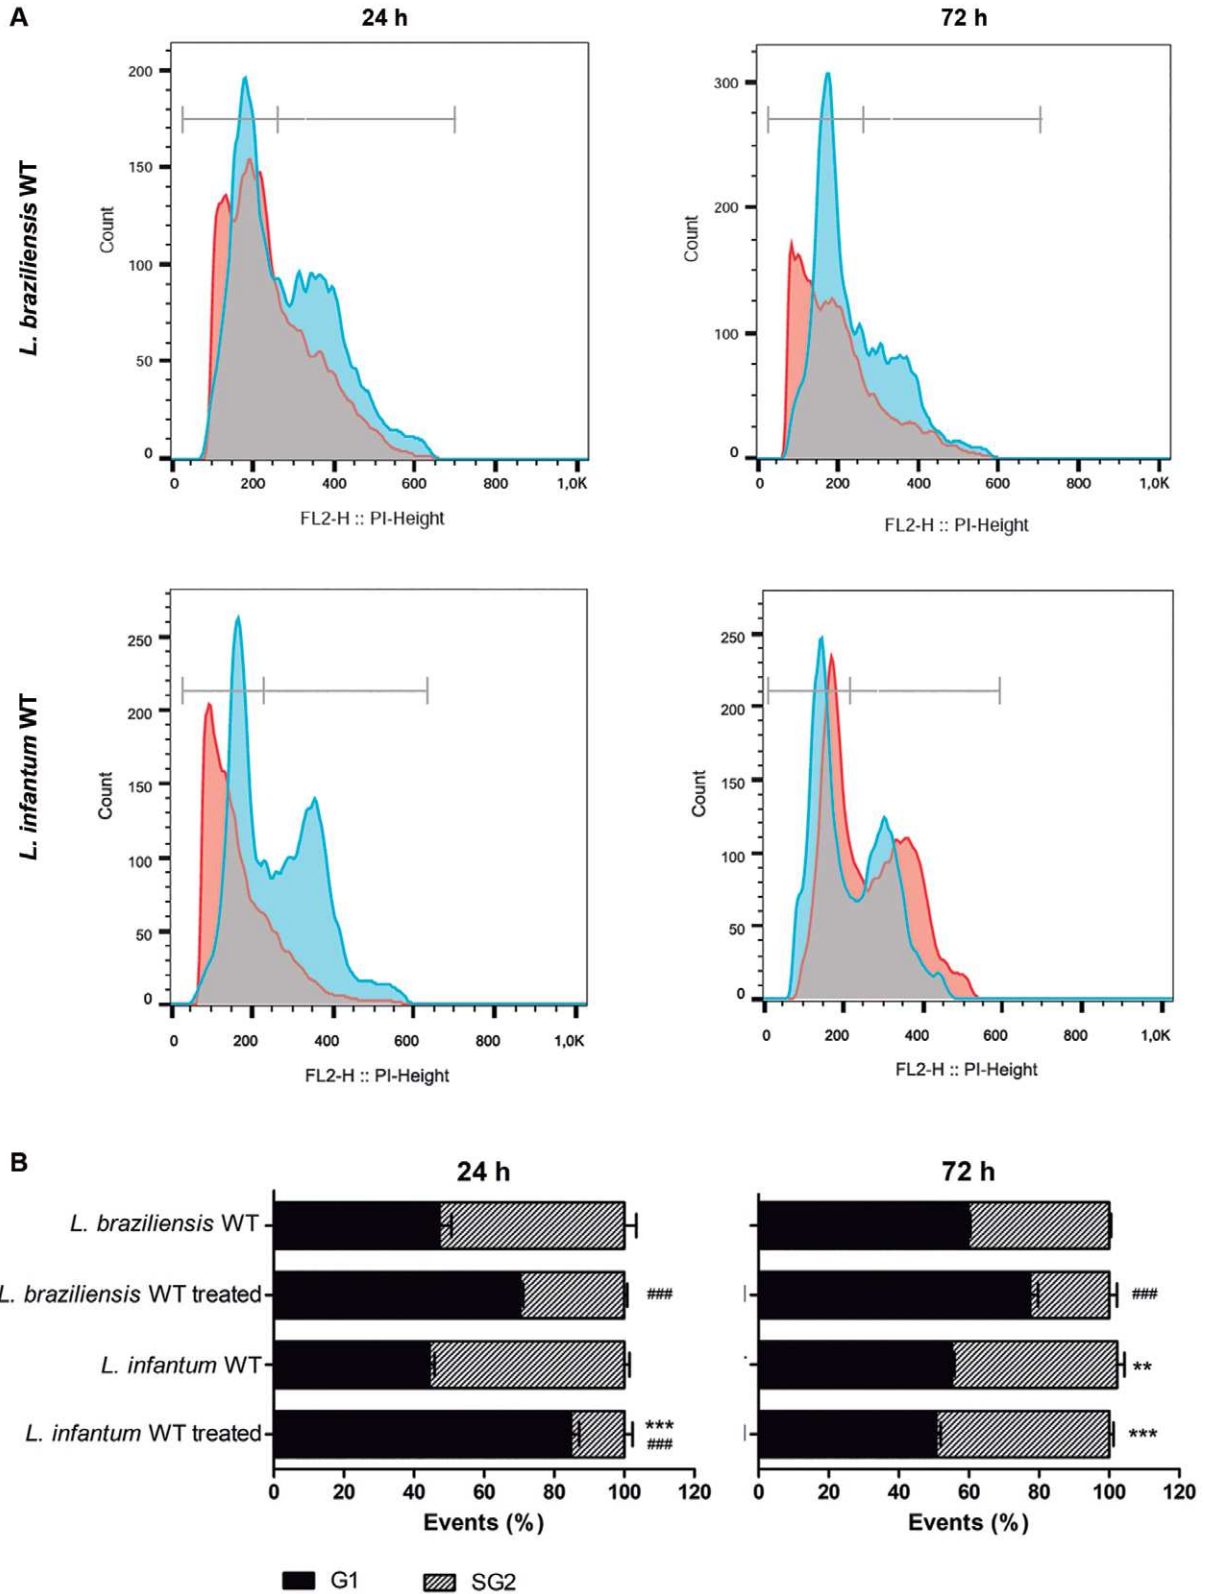 A
24 h
72 h
L. braziliensis WT
200
150
100
50
0
Count
0 200 400 600 800 1,0K
FL2-H :: PI-Height
300
200
100
0
Count
0 200 400 600 800 1,0K
FL2-H :: PI-Height
L. infantum WT
250
200
150
100
50
0
Count
0 200 400 600 800 1,0K
FL2-H :: PI-Height
250
200
150
100
50
0
Count
0 200 400 600 800 1,0K
FL2-H :: PI-Height
B
24 h
72 h
L. braziliensis WT
L. braziliensis WT treated ### ###
L. infantum WT **
L. infantum WT treated *** ***
###
0 20 40 60 80 100 120
0 20 40 60 80 100 120
Events (%)
Events (%)
G1 SG2